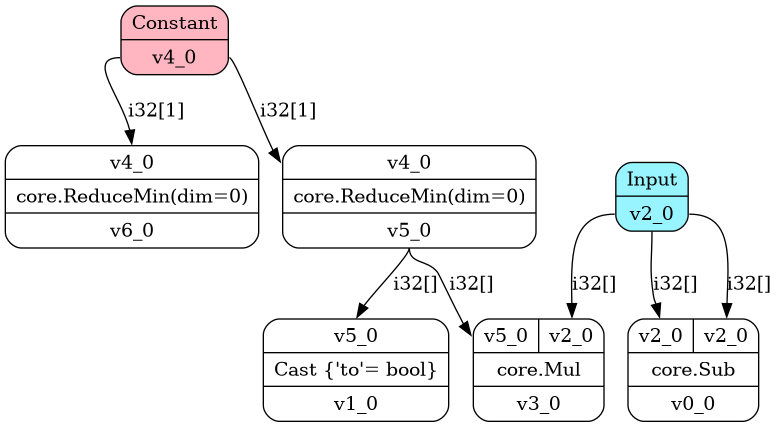 Constant
v4_0
i32[1]
i32[1]
v4_0
core.ReduceMin(dim=0)
v6_0
v4_0
core.ReduceMin(dim=0)
v5_0
Input
v2_0
i32[]
i32[]
i32[]
i32[]
i32[]
v5_0
Cast {'to'= bool}
v1_0
v5_0 v2_0
core.Mul
v3_0
v2_0 v2_0
core.Sub
v0_0